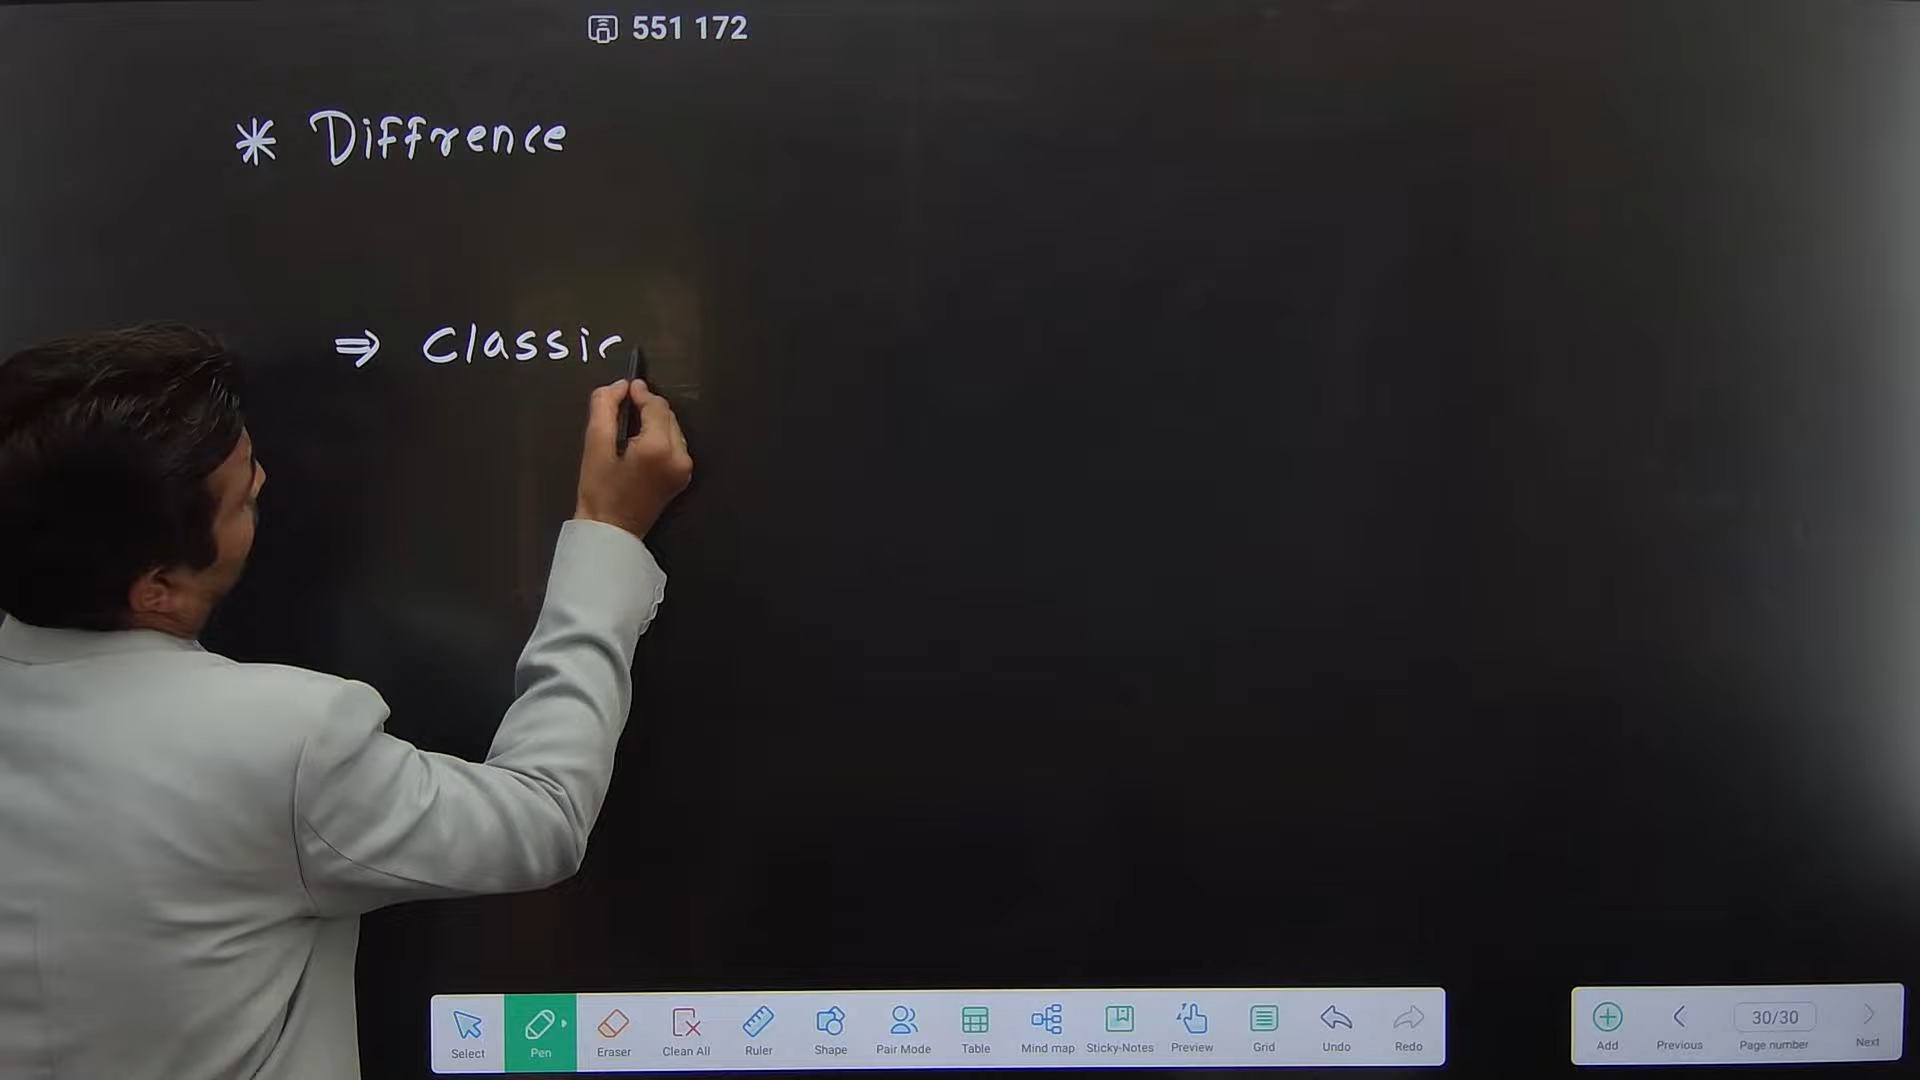 551 172
* Diffrence
⇒ Classic
Select Pen Eraser Clean All Ruler Shape Pair Mode Table Mind map Sticky-Notes Preview Grid Undo Redo
Add Previous 30/30 Page number Next